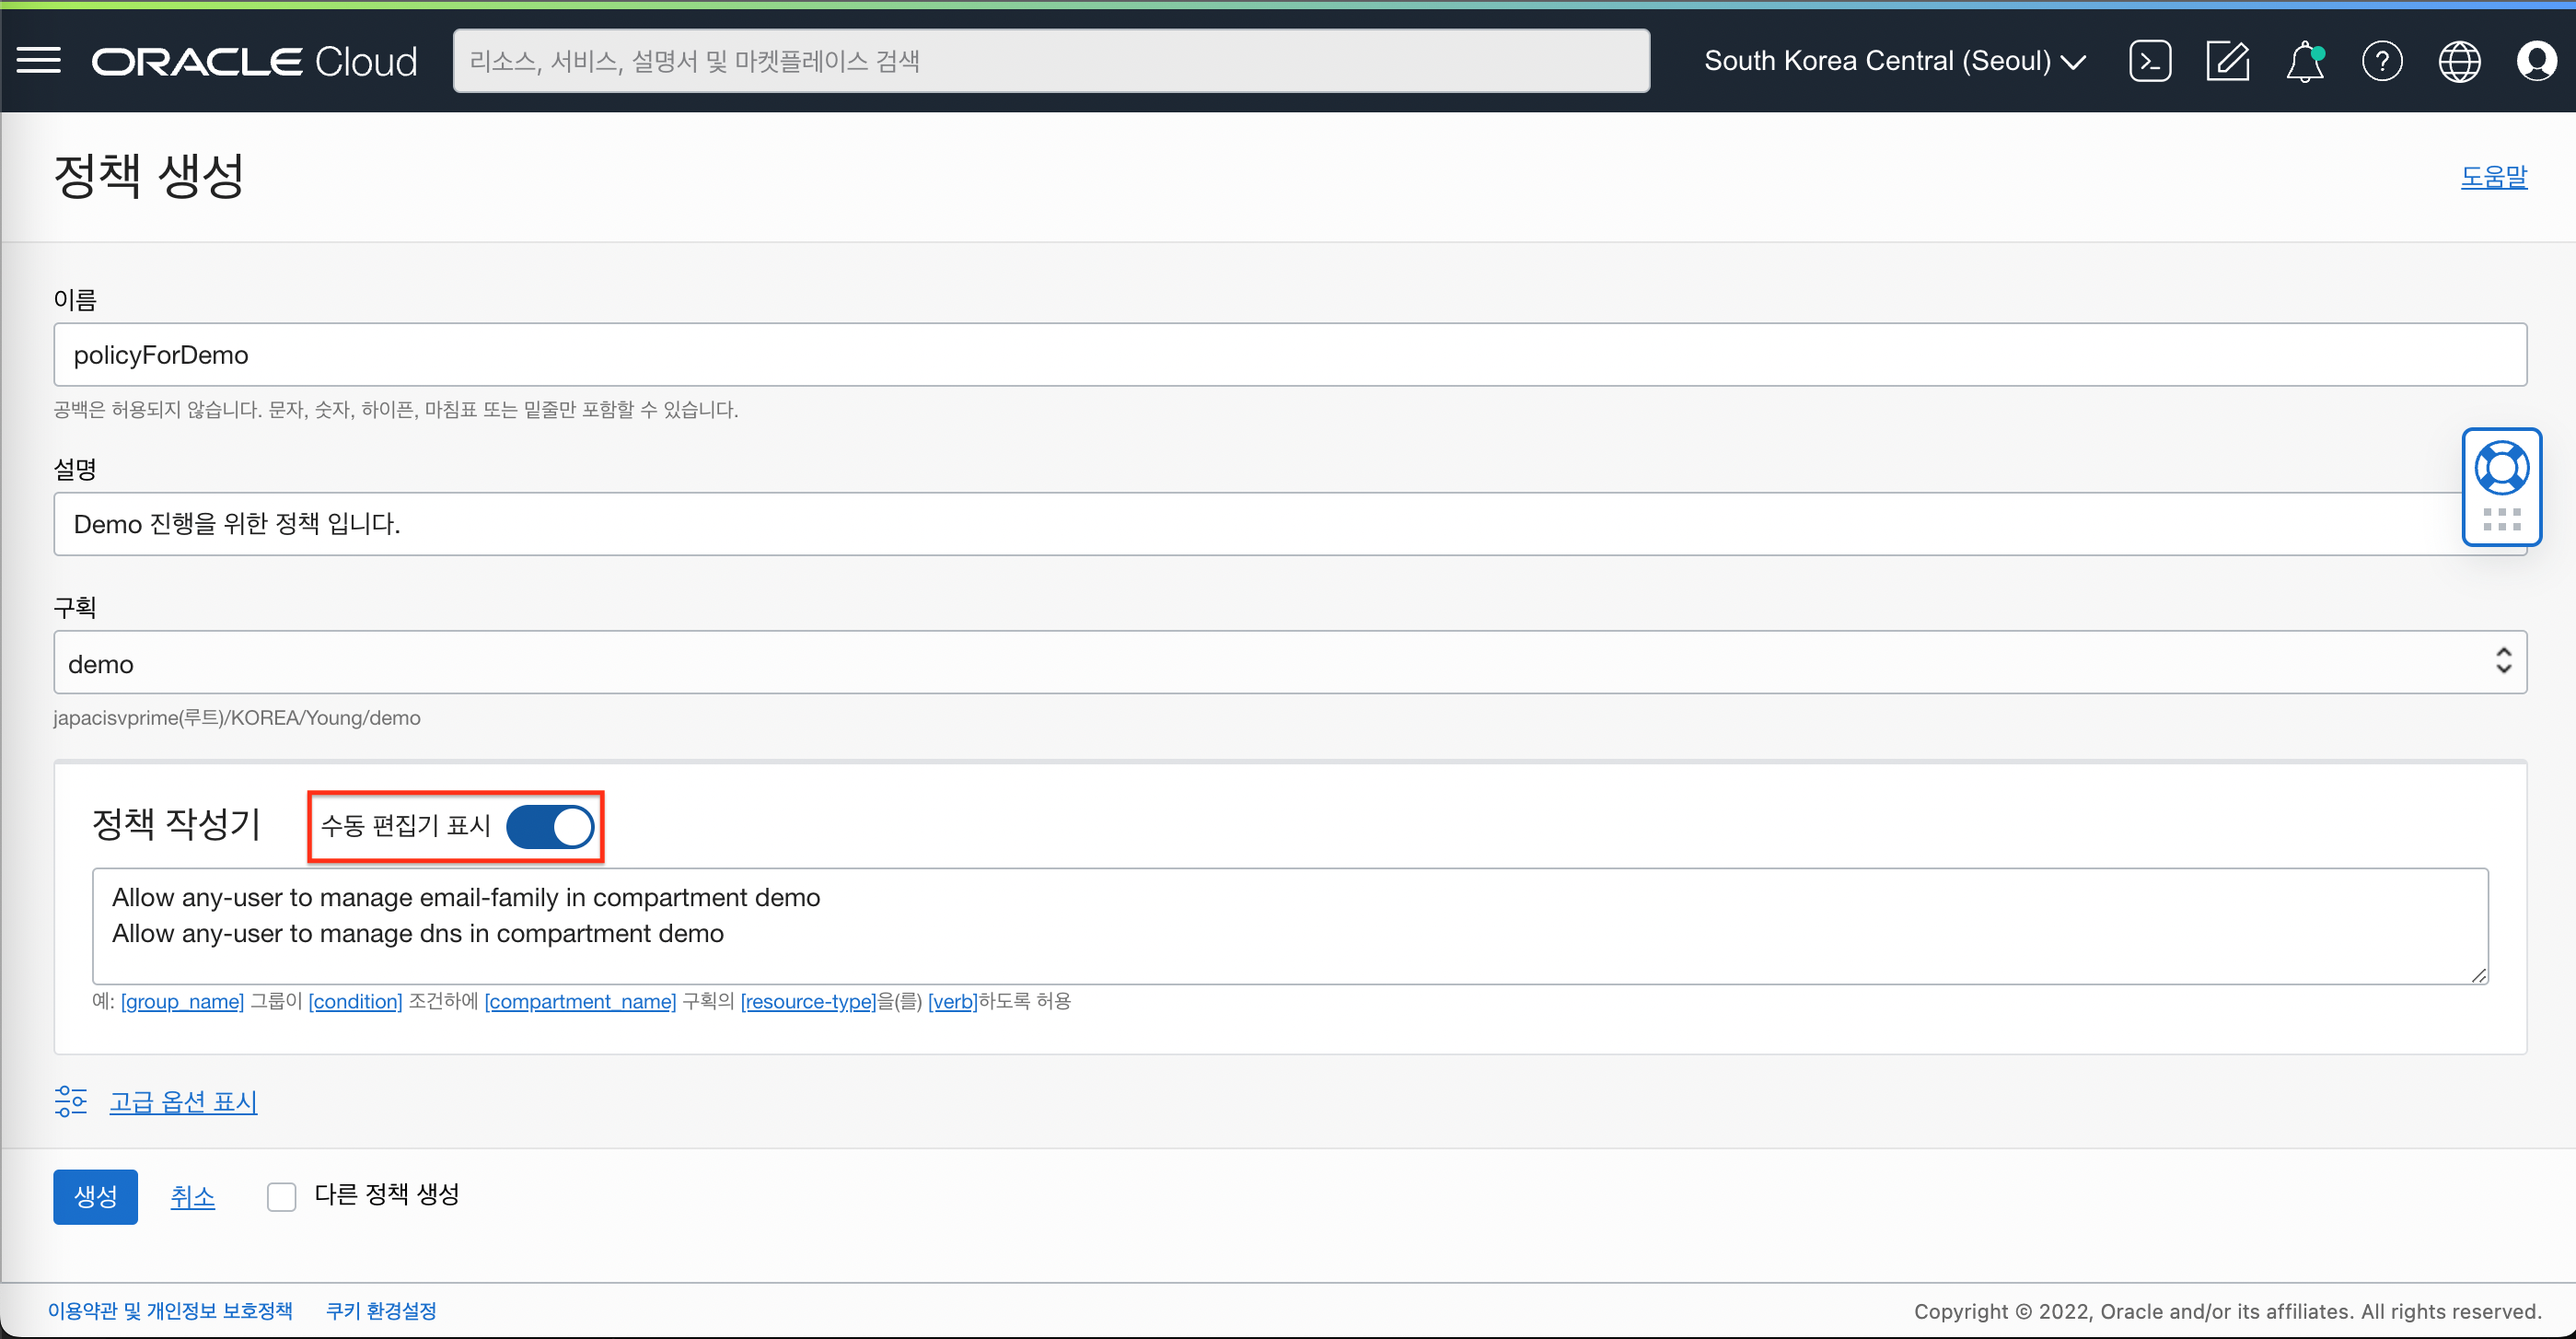 ORACLE Cloud
리소스, 서비스, 설명서 및 마켓플레이스 검색
South Korea Central (Seoul)
정책 생성
도움말
이름
policyForDemo
공백은 허용되지 않습니다. 문자, 숫자, 하이픈, 마침표 또는 밑줄만 포함할 수 있습니다.
설명
Demo 진행을 위한 정책 입니다.
구획
demo
japacisvprime(루트)/KOREA/Young/demo
정책 작성기 수동 편집기 표시
Allow any-user to manage email-family in compartment demo
Allow any-user to manage dns in compartment demo
예: [group_name] 그룹이 [condition] 조건하에 [compartment_name] 구획의 [resource-type]을(를) [verb]하도록 허용
고급 옵션 표시
생성 취소 다른 정책 생성
이용약관 및 개인정보 보호정책 쿠키 환경설정
Copyright © 2022, Oracle and/or its affiliates. All rights reserved.